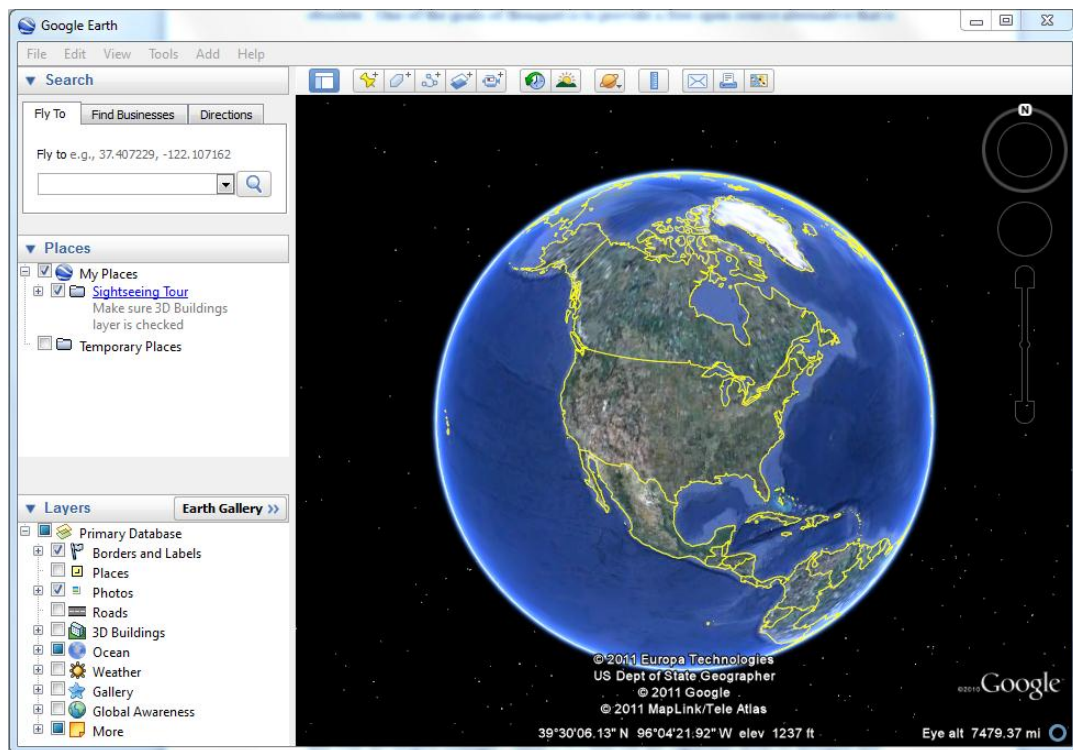 Google Earth
File Edit View Tools Add Help
Search
Fly To Find Businesses Directions
Fly to e.g., 37.407229, -122.107162
Places
My Places
Sightseeing Tour
Make sure 3D Buildings
layer is checked
Temporary Places
Layers Earth Gallery >>
Primary Database
Borders and Labels
Places
Photos
Roads
3D Buildings
Ocean
Weather
Gallery
Global Awareness
More
N
© 2011 Europa Technologies
US Dept of State Geographer
© 2011 Google
© 2011 MapLink/Tele Atlas
©2010 Google
39°30'06.13" N 96°04'21.92" W elev 1237 ft Eye alt 7479.37 mi